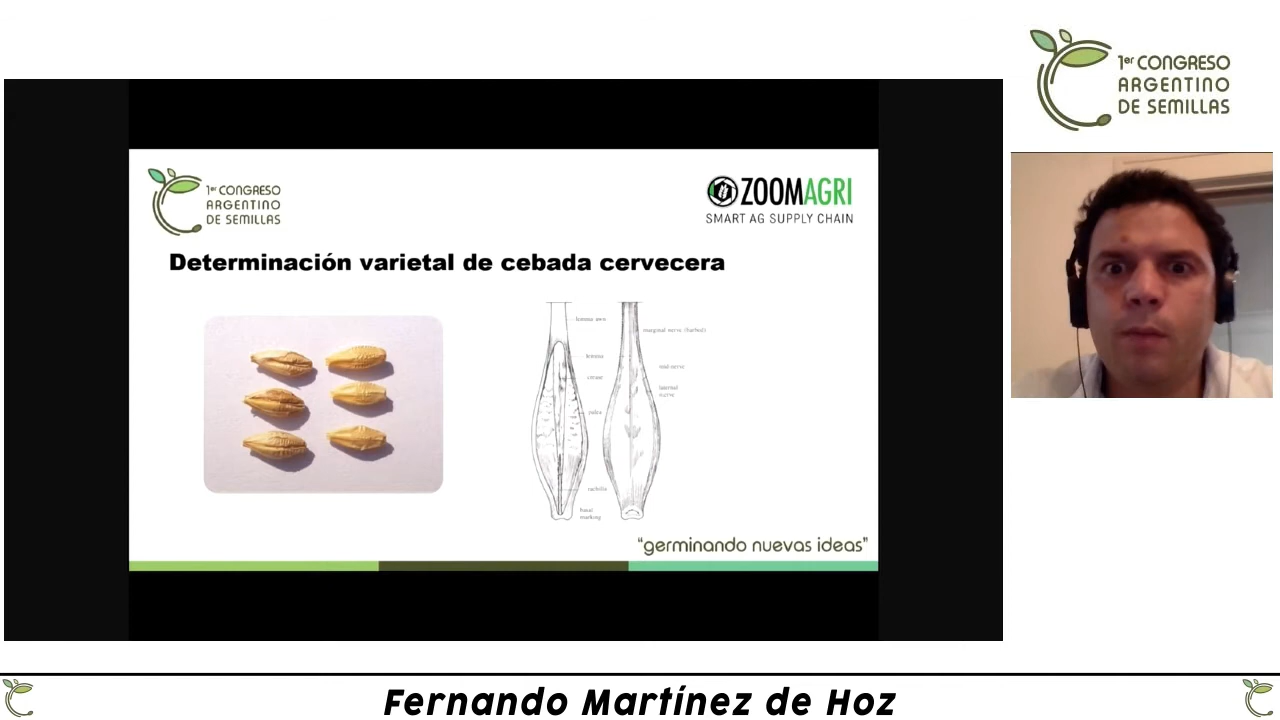 1er CONGRESO
ARGENTINO
DE SEMILLAS
1er CONGRESO
ARGENTINO
DE SEMILLAS
ZOOMAGRI
SMART AG SUPPLY CHAIN
Determinación varietal de cebada cervecera
lemma awn
marginal nerve (barbed)
lemma
crease
palea
lateral
nerve
rachilla
basal
marking
“germinando nuevas ideas”
Fernando Martínez de Hoz